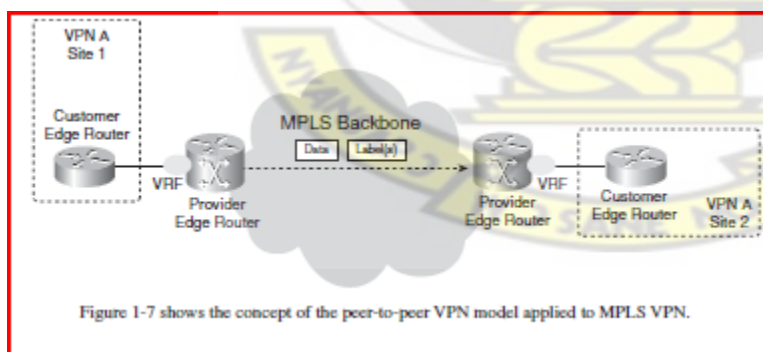 VPN A
Site 1
Customer
Edge Router
VRF
Provider
Edge Router
MPLS Backbone
Data
Label(s)
Provider
Edge Router
VRF
Customer
Edge Router
VPN A
Site 2
NYANSAPO
SANE
Figure 1-7 shows the concept of the peer-to-peer VPN model applied to MPLS VPN.